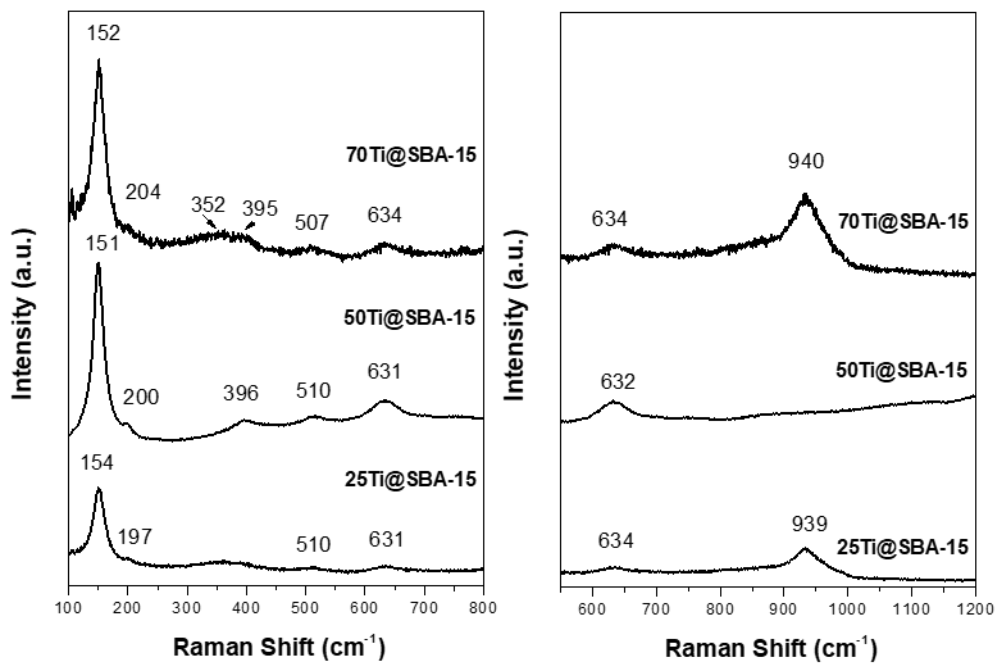 152
70Ti@SBA-15
204
352
395
507
634
151
50Ti@SBA-15
200
396
510
631
154
25Ti@SBA-15
197
510
631
Intensity (a.u.)
100 200 300 400 500 600 700 800
Raman Shift (cm⁻¹)
940
634
70Ti@SBA-15
632
50Ti@SBA-15
939
634
25Ti@SBA-15
Intensity (a.u.)
600 700 800 900 1000 1100 1200
Raman Shift (cm⁻¹)